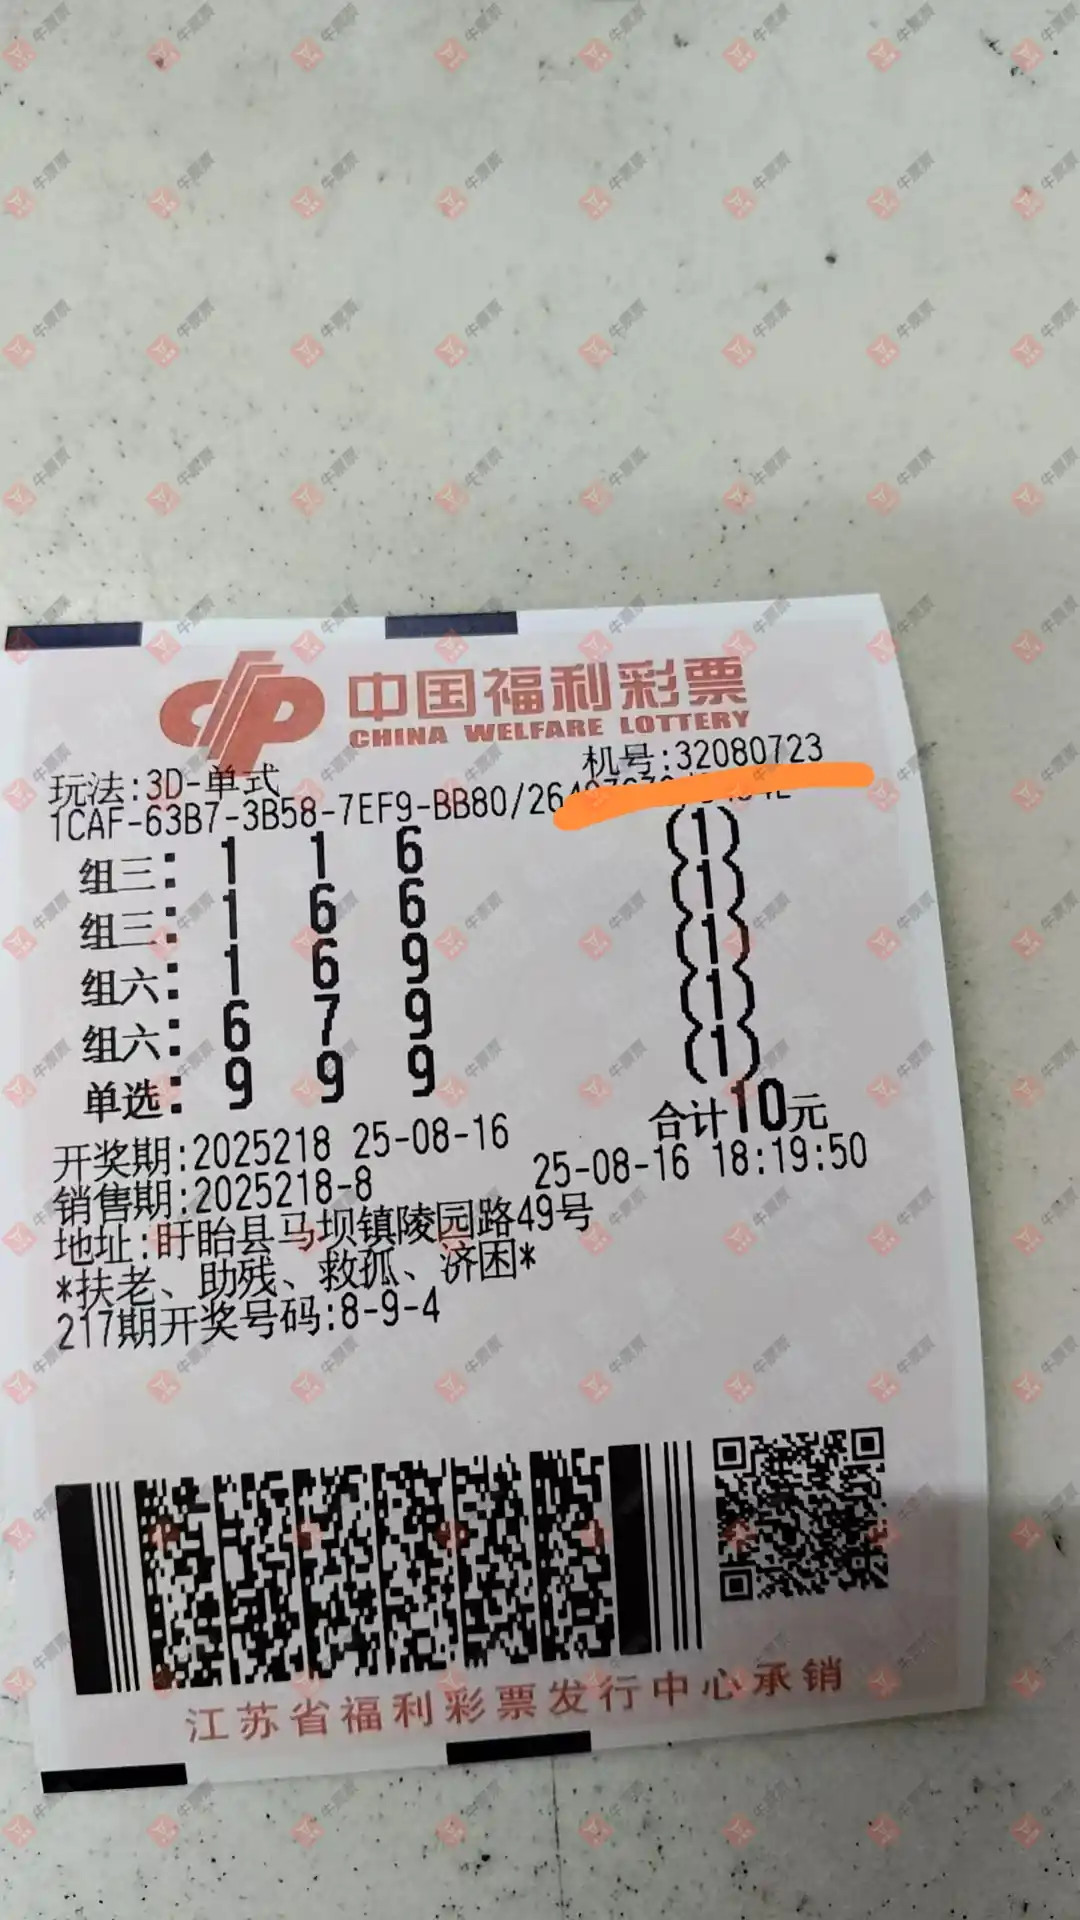 中国福利彩票
CHINA WELFARE LOTTERY
机号:32080723
玩法:3D-单式
1CAF-63B7-3B58-7EF9-BB80/26
组三: 1 1 6 (1)
组三: 1 6 6 (1)
组六: 1 6 9 (1)
组六: 6 7 9 (1)
单选: 9 9 9 (1)
合计10元
开奖期:2025218 25-08-16
销售期:2025218-8 25-08-16 18:19:50
地址:盱眙县马坝镇陵园路49号
*扶老、助残、救孤、济困*
217期开奖号码:8-9-4
江苏省福利彩票发行中心承销
牛票票